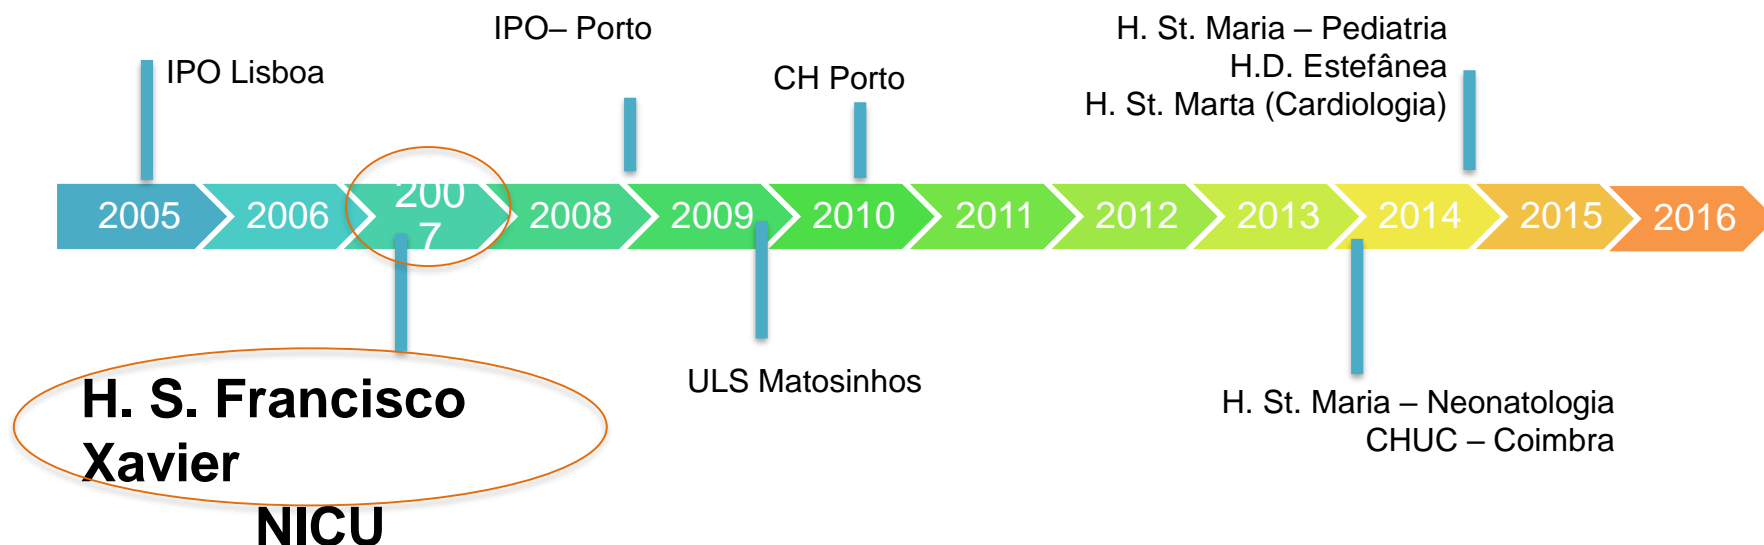 IPO– Porto
H. St. Maria – Pediatria
H.D. Estefânea
H. St. Marta (Cardiologia)
IPO Lisboa
CH Porto
2005
2006
200
7
2008
2009
2010
2011
2012
2013
2014
2015
2016
H. S. Francisco
Xavier
NICU
ULS Matosinhos
H. St. Maria – Neonatologia
CHUC – Coimbra